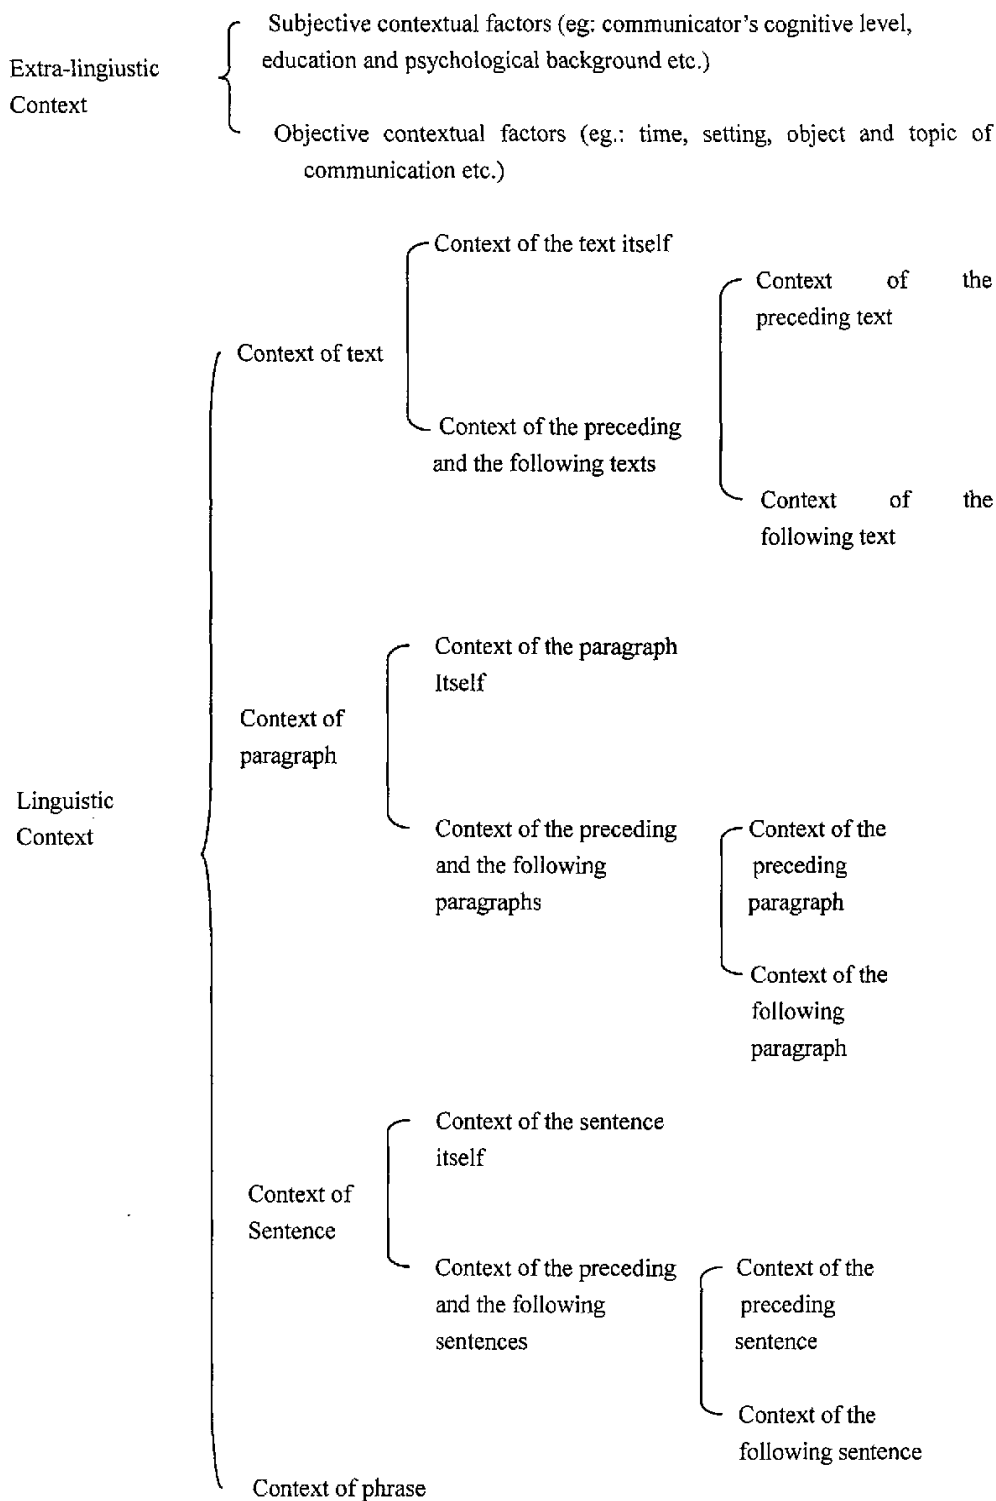 Subjective contextual factors (eg: communicator's cognitive level,
education and psychological background etc.)
Extra-lingiustic
Context
Objective contextual factors (eg.: time, setting, object and topic of
communication etc.)
Context of the text itself
Context of the
preceding text
Context of text
Context of the preceding
and the following texts
Context of the
following text
Context of the paragraph
Itself
Context of
paragraph
Linguistic
Context
Context of the preceding
and the following
paragraphs
Context of the
preceding
paragraph
Context of the
following
paragraph
Context of the sentence
itself
Context of
Sentence
Context of the preceding
and the following
sentences
Context of the
preceding
sentence
Context of the
following sentence
Context of phrase